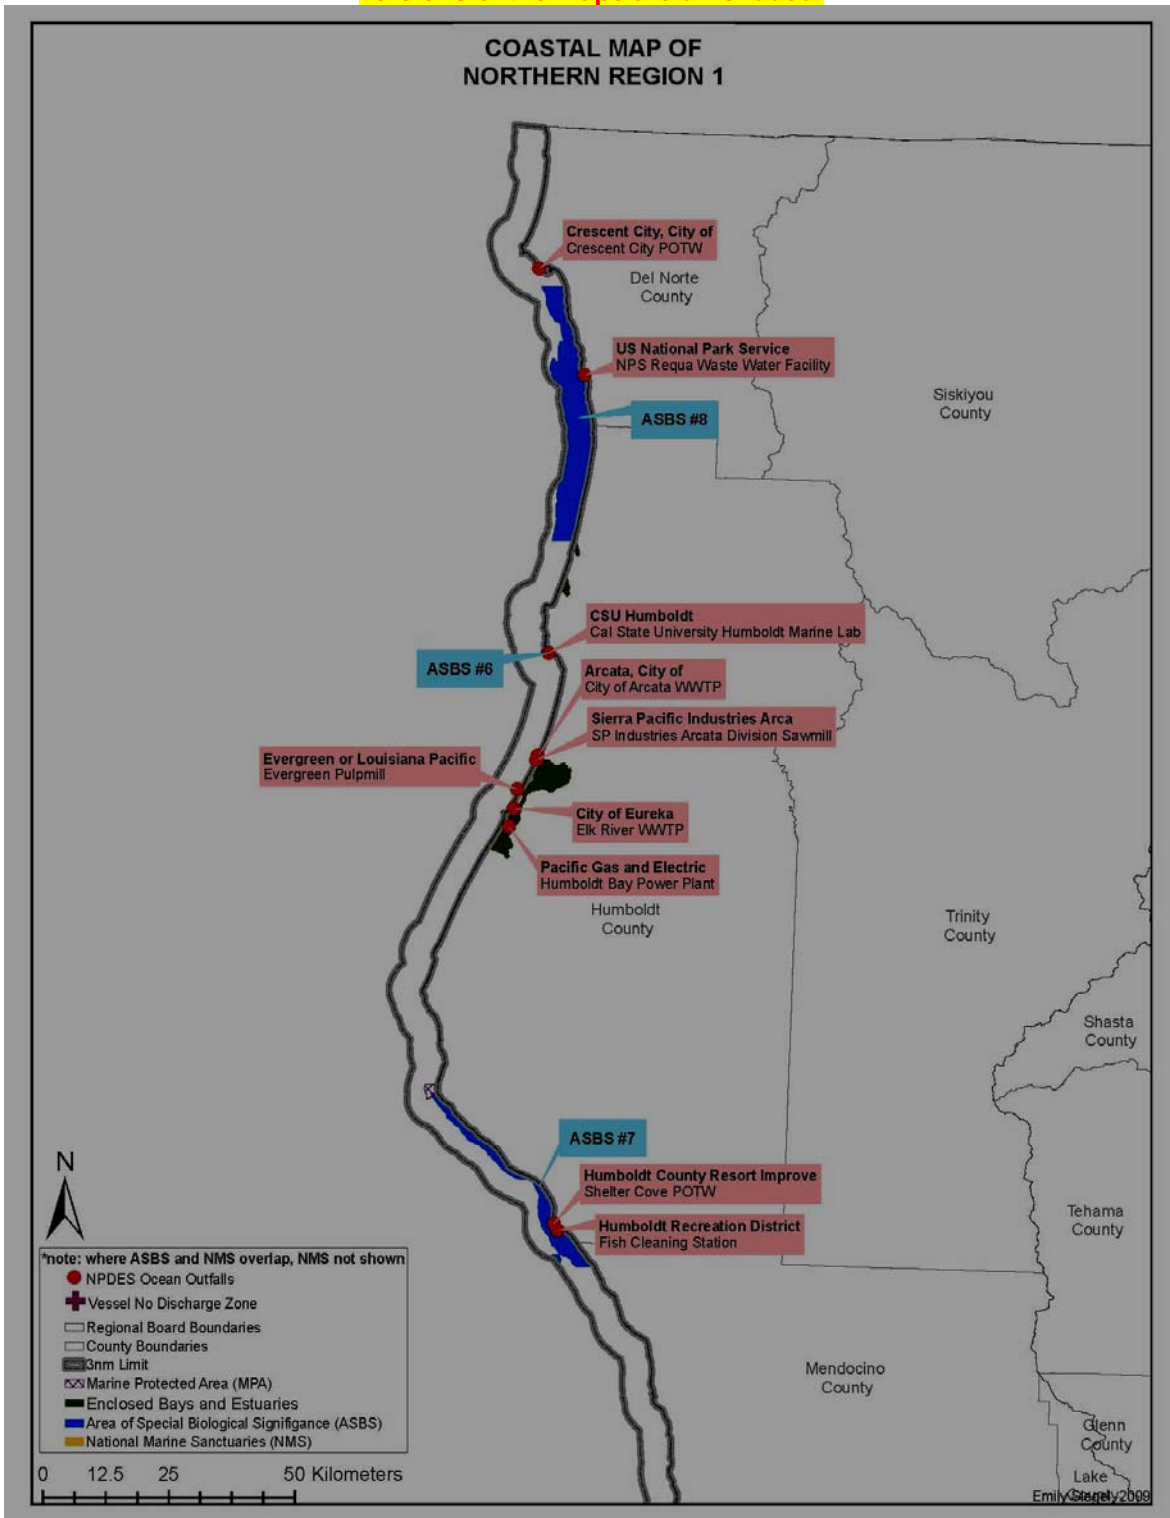 COASTAL MAP OF
NORTHERN REGION 1
Crescent City, City of
Crescent City POTW
Del Norte
County
US National Park Service
NPS Requa Waste Water Facility
Siskiyou
County
ASBS #8
CSU Humboldt
Cal State University Humboldt Marine Lab
ASBS #6
Arcata, City of
City of Arcata WWTP
Sierra Pacific Industries Arca
SP Industries Arcata Division Sawmill
Evergreen or Louisiana Pacific
Evergreen Pulpmill
City of Eureka
Elk River WWTP
Pacific Gas and Electric
Humboldt Bay Power Plant
Humboldt
County
Trinity
County
Shasta
County
ASBS #7
Humboldt County Resort Improve
Shelter Cove POTW
Humboldt Recreation District
Fish Cleaning Station
Tehama
County
N
*note: where ASBS and NMS overlap, NMS not shown
NPDES Ocean Outfalls
Vessel No Discharge Zone
Regional Board Boundaries
County Boundaries
3nm Limit
Marine Protected Area (MPA)
Enclosed Bays and Estuaries
Area of Special Biological Signifigance (ASBS)
National Marine Sanctuaries (NMS)
Mendocino
County
Glenn
County
Lake
County
0 12.5 25 50 Kilometers
Emily Siegel, 2009